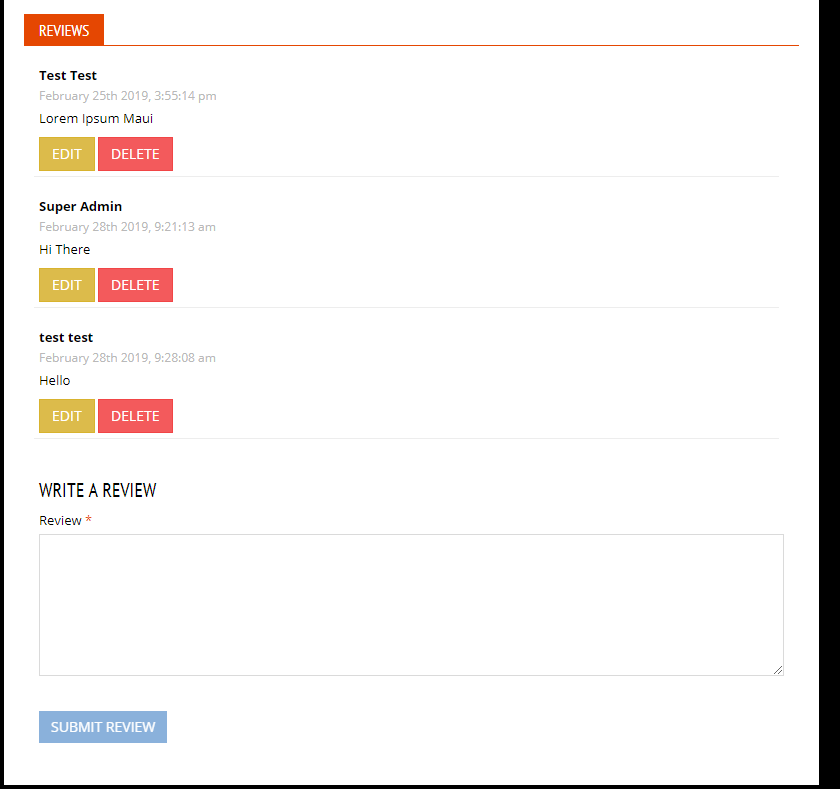 REVIEWS
Test Test
February 25th 2019, 3:55:14 pm
Lorem Ipsum Maui
EDIT DELETE
Super Admin
February 28th 2019, 9:21:13 am
Hi There
EDIT DELETE
test test
February 28th 2019, 9:28:08 am
Hello
EDIT DELETE
WRITE A REVIEW
Review *
SUBMIT REVIEW